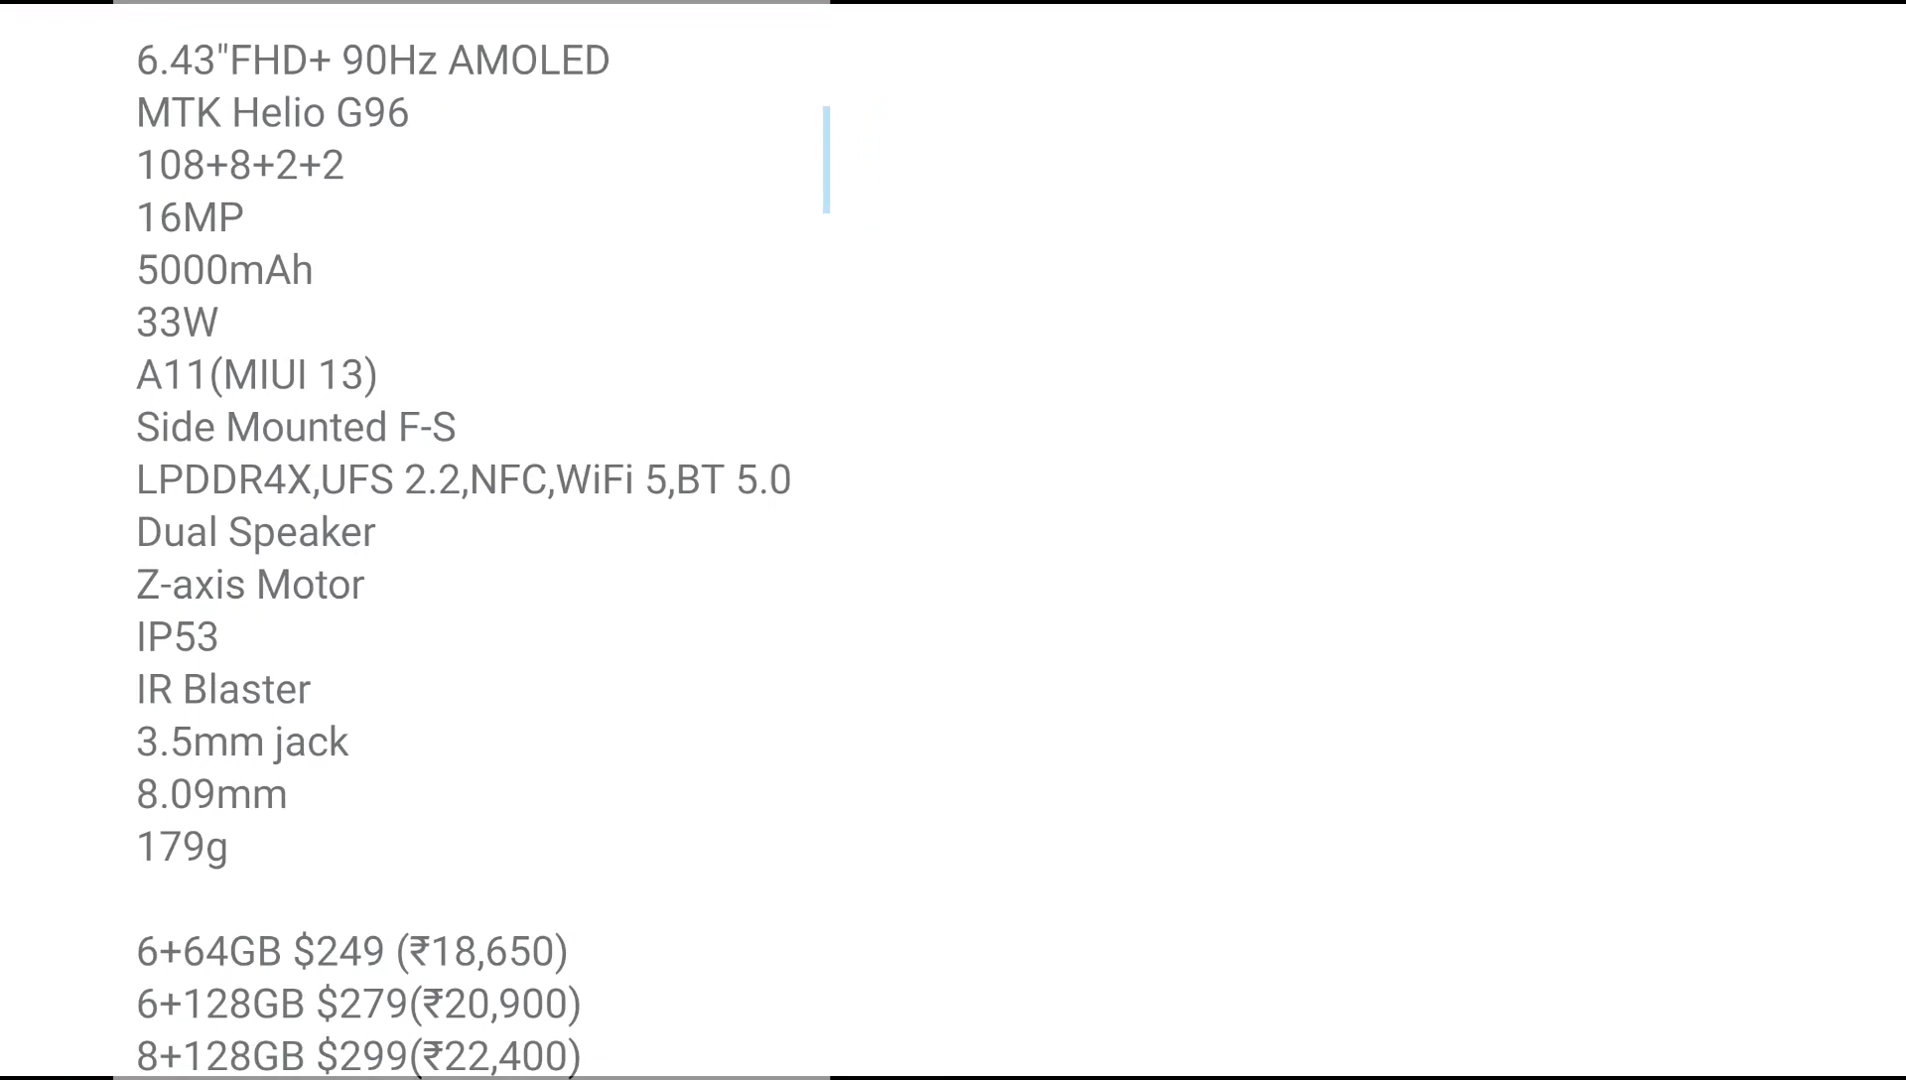 6.43"FHD+ 90Hz AMOLED
MTK Helio G96
108+8+2+2
16MP
5000mAh
33W
A11(MIUI 13)
Side Mounted F-S
LPDDR4X,UFS 2.2,NFC,WiFi 5,BT 5.0
Dual Speaker
Z-axis Motor
IP53
IR Blaster
3.5mm jack
8.09mm
179g
6+64GB $249 (₹18,650)
6+128GB $279(₹20,900)
8+128GB $299(₹22,400)